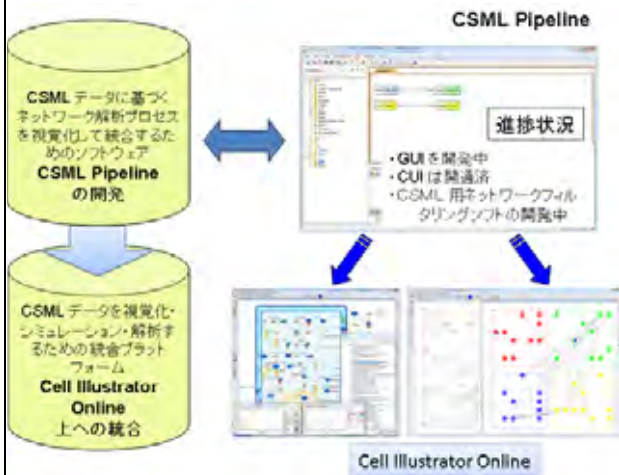 CSML Pipeline
CSML データに基づく
ネットワーク解析プロセス
を視覚化して統合するた
めのソフトウェア
CSML Pipeline
の開発
進捗状況
・GUI を開発中
・CUI は開通済
・CSML 用ネットワークフィル
タリングソフトの開発中
CSML データを視覚化・
シミュレーション・解析す
るための統合プラット
フォーム
Cell Illustrator
Online
上への統合
Cell Illustrator Online